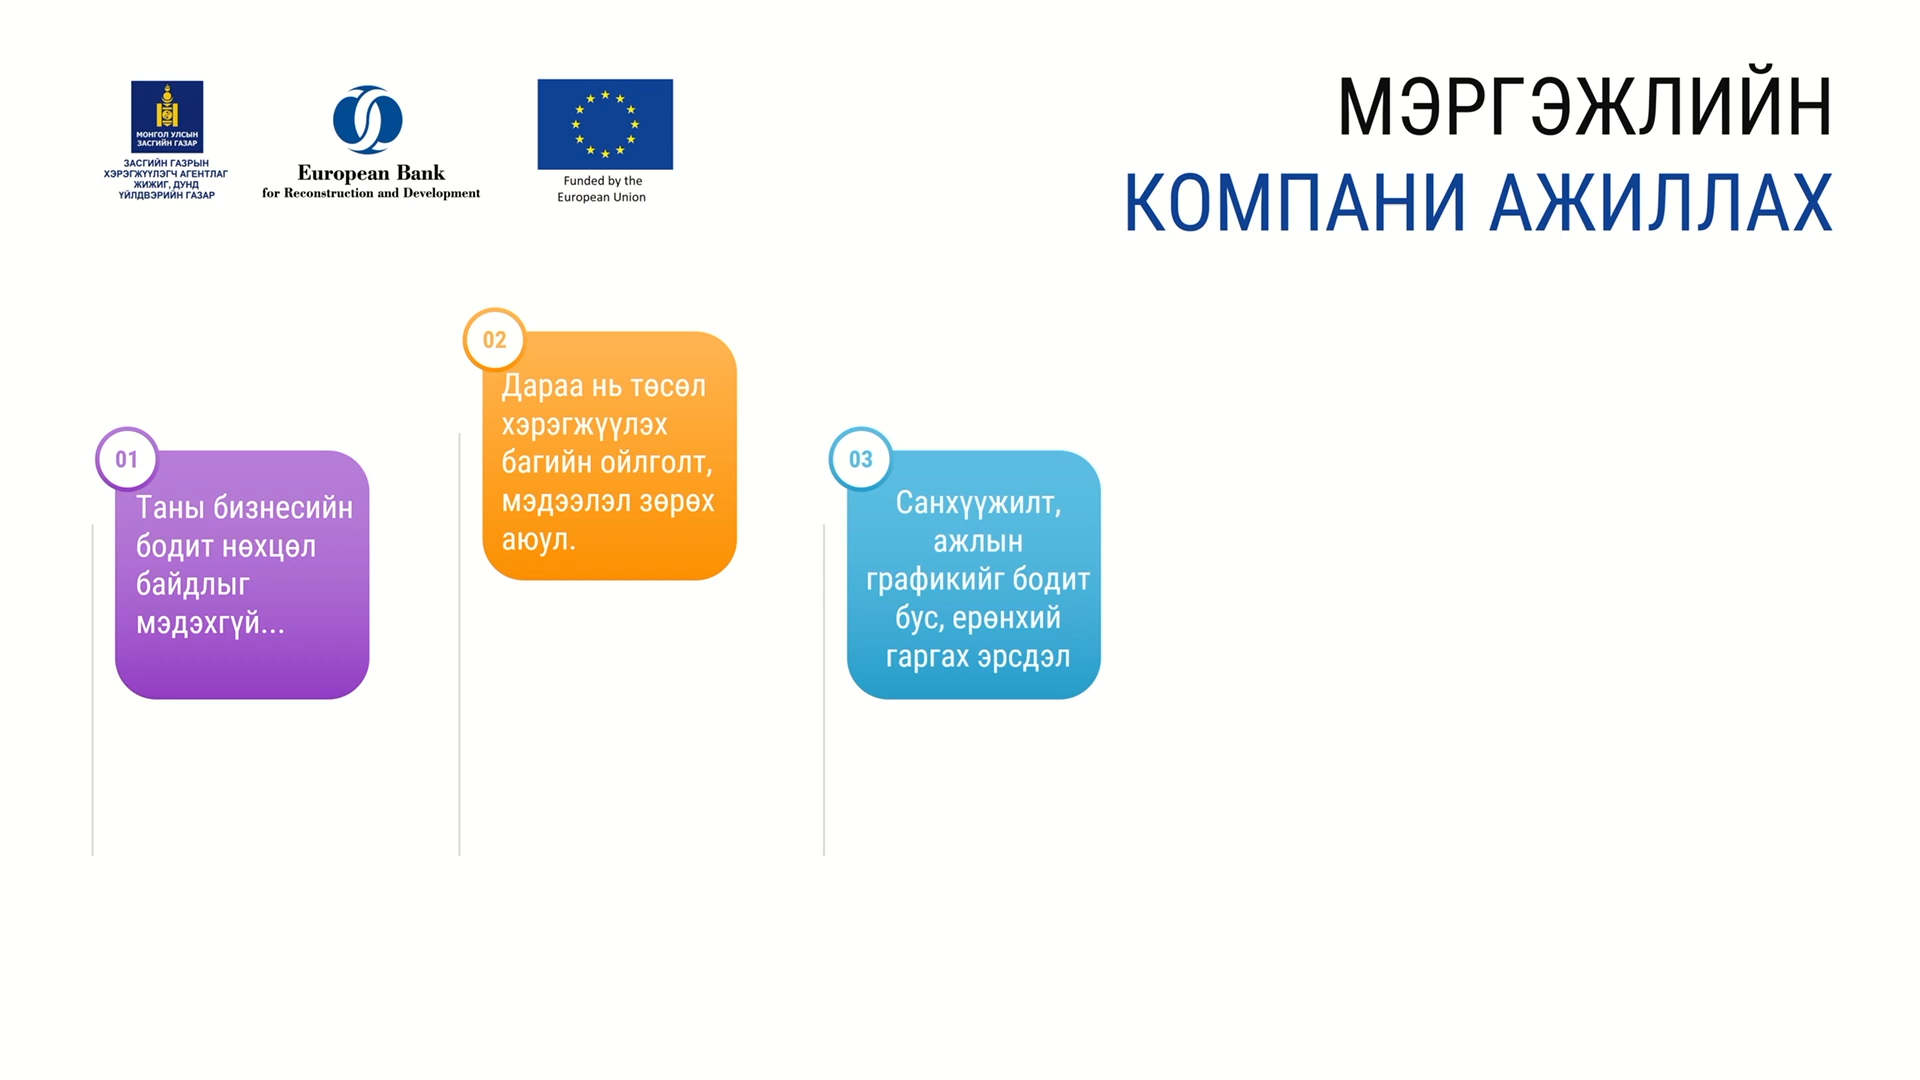 МОНГОЛ УЛСЫН
ЗАСГИЙН ГАЗАР
ЗАСГИЙН ГАЗРЫН
ХЭРЭГЖҮҮЛЭГЧ АГЕНТЛАГ
ЖИЖИГ, ДУНД
ҮЙЛДВЭРИЙН ГАЗАР
European Bank
for Reconstruction and Development
Funded by the
European Union
МЭРГЭЖЛИЙН
КОМПАНИ АЖИЛЛАХ
01
Таны бизнесийн
бодит нөхцөл
байдлыг
мэдэхгүй...
02
Дараа нь төсөл
хэрэгжүүлэх
багийн ойлголт,
мэдээлэл зөрөх
аюул.
03
Санхүүжилт,
ажлын
графикийг бодит
бус, ерөнхий
гаргах эрсдэл